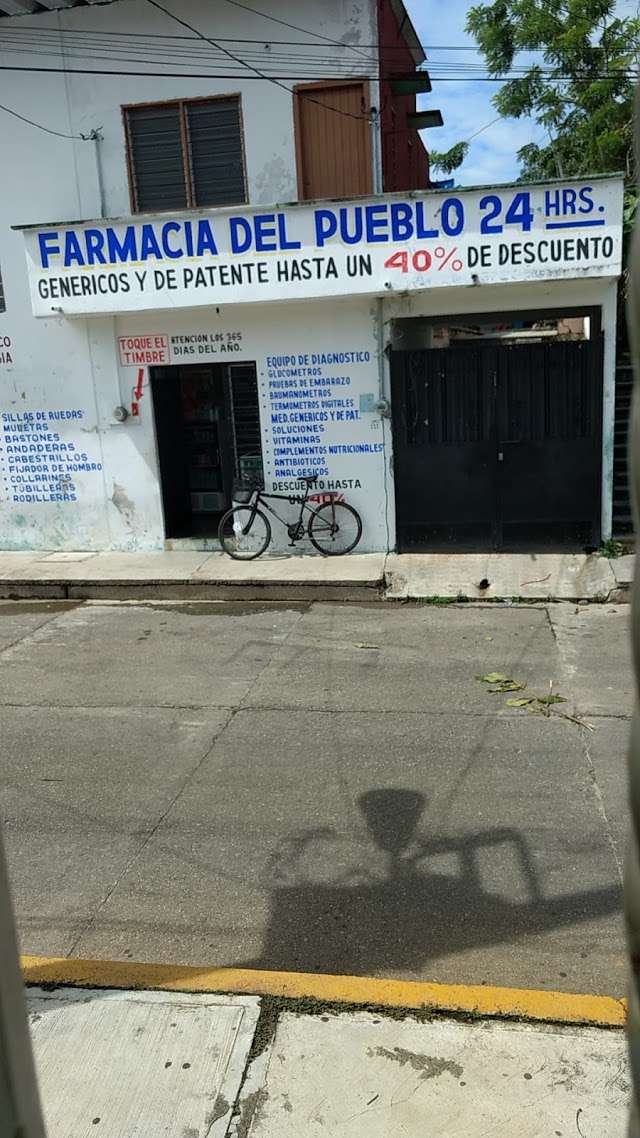 FARMACIA DEL PUEBLO 24 HRS.
GENERICOS Y DE PATENTE HASTA UN 40% DE DESCUENTO
TOQUE EL
TIMBRE
ATENCION LOS 365
DIAS DEL AÑO.
SILLAS DE RUEDAS
MULETAS
BASTONES
ANDADERAS
CABESTRILLOS
FIJADOR DE HOMBRO
COLLARINES
TOBILLERAS
RODILLERAS
EQUIPO DE DIAGNOSTICO
GLUCOMETROS
PRUEBAS DE EMBARAZO
BAUMANOMETROS
TERMOMETROS DIGITALES
MED. GENERICOS Y DE PAT.
SOLUCIONES
VITAMINAS
COMPLEMENTOS NUTRICIONALES
ANTIBIOTICOS
ANALGESICOS
DESCUENTO HASTA
UN 40%